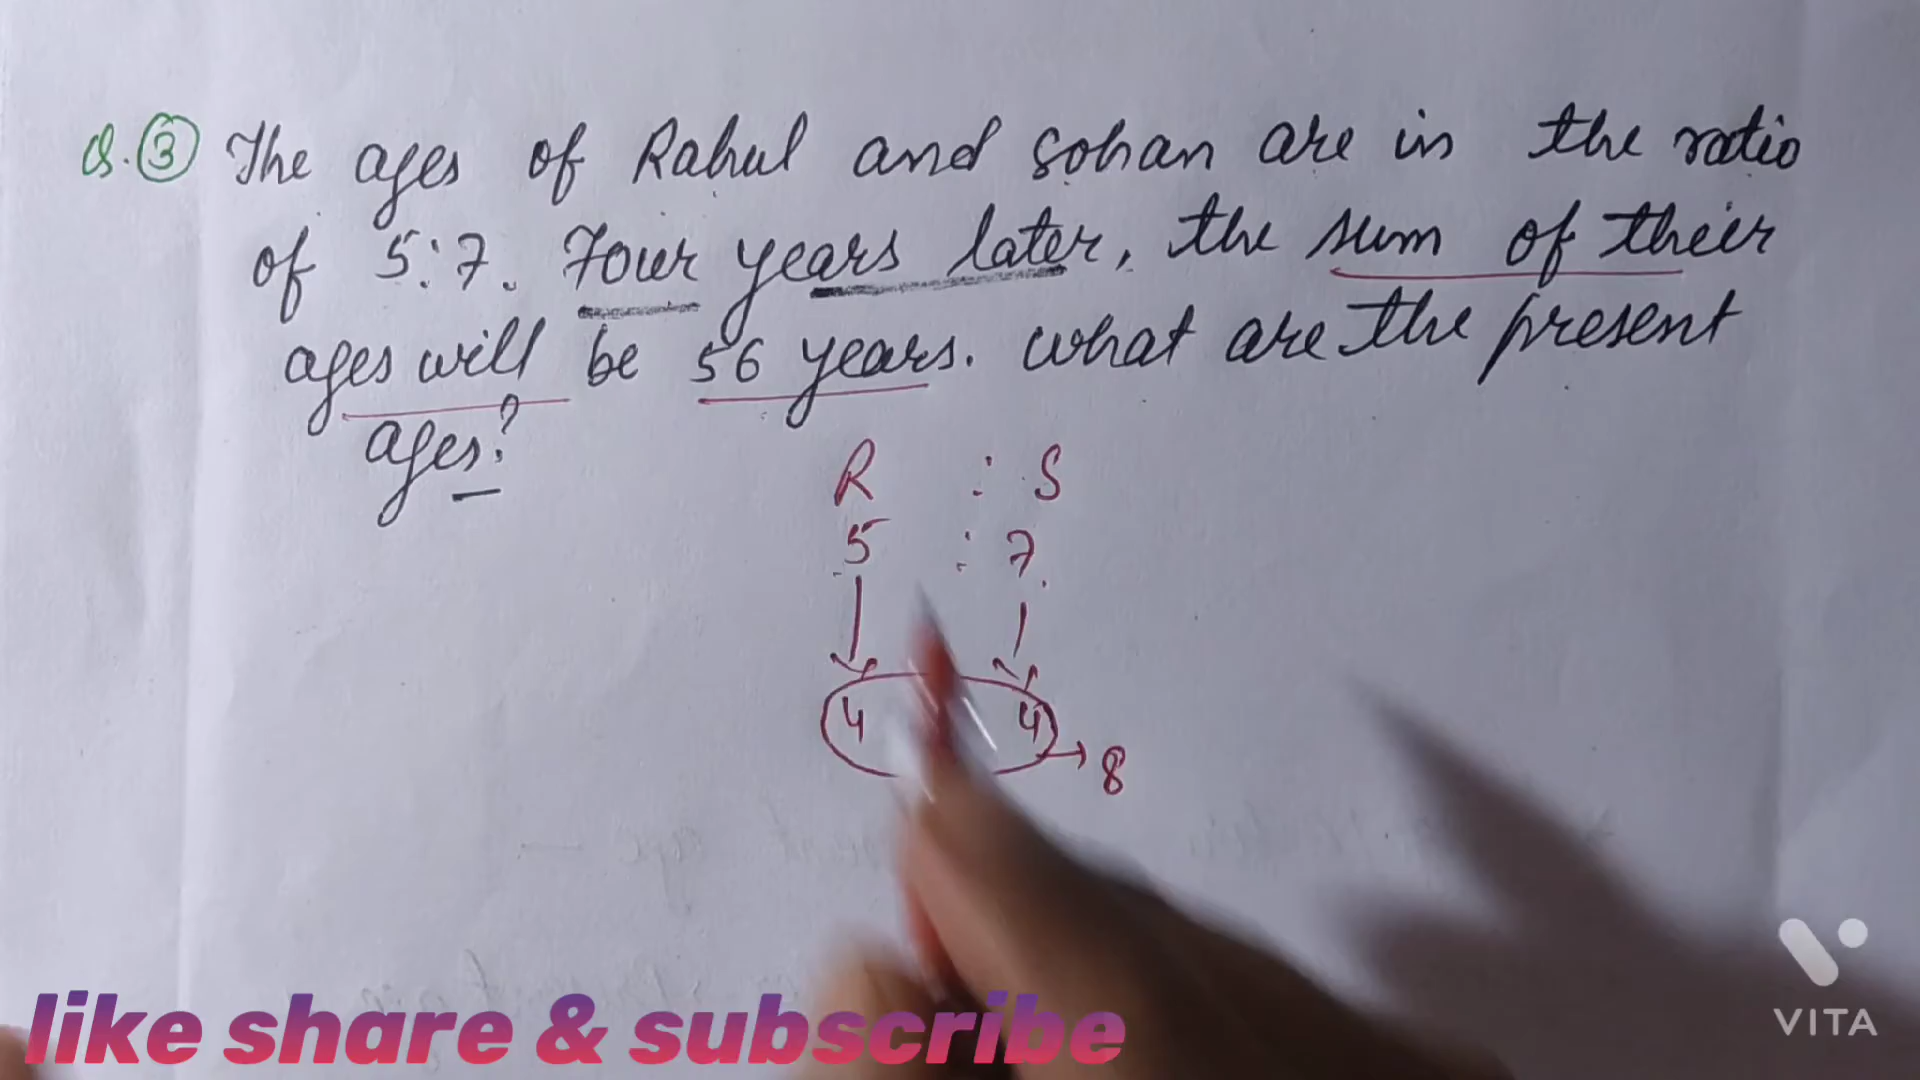 Q.③ The ages of Rahul and Sohan are in the ratio
of 5:7. Four years later, the sum of their
ages will be 56 years. What are the present
ages?
R : S
5 : 7
4 4 → 8
like share & subscribe
VITA